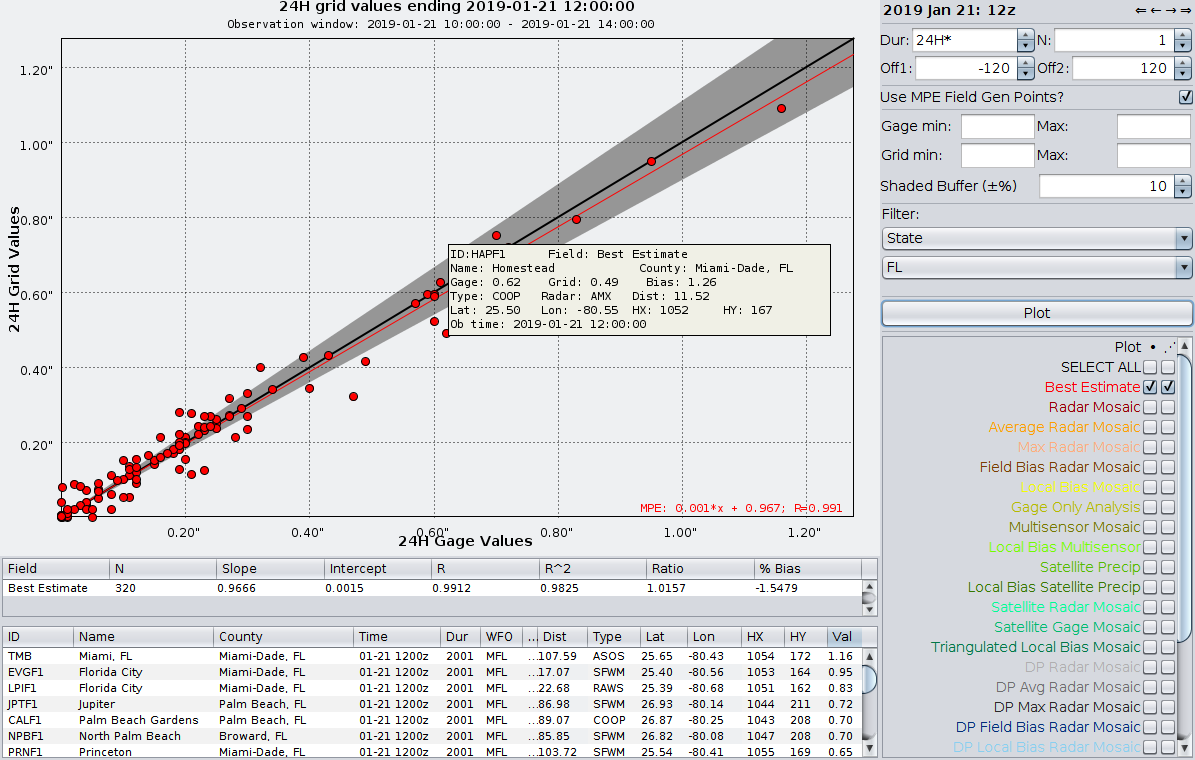 24H grid values ending 2019-01-21 12:00:00
Observation window: 2019-01-21 10:00:00 - 2019-01-21 14:00:00
24H Grid Values
1.20"
1.00"
0.80"
0.60"
0.40"
0.20"
ID:HAPF1 Field: Best Estimate
Name: Homestead County: Miami-Dade, FL
Gage: 0.62 Grid: 0.49 Bias: 1.26
Type: COOP Radar: AMX Dist: 11.52
Lat: 25.50 Lon: -80.55 HX: 1052 HY: 167
Ob time: 2019-01-21 12:00:00
MPE: 0.001*x + 0.967; R=0.991
0.20" 0.40" 0.60" 0.80" 1.00" 1.20"
24H Gage Values
Field N Slope Intercept R R^2 Ratio % Bias
Best Estimate 320 0.9666 0.0015 0.9912 0.9825 1.0157 -1.5479
ID Name County Time Dur WFO ... Dist Type Lat Lon HX HY Val
TMB Miami, FL Miami-Dade, FL 01-21 1200z 2001 MFL ...107.59 ASOS 25.65 -80.43 1054 172 1.16
EVGF1 Florida City Miami-Dade, FL 01-21 1200z 2001 MFL ...17.07 SFWM 25.40 -80.56 1053 164 0.95
LPIF1 Florida City Miami-Dade, FL 01-21 1200z 2001 MFL ...22.68 RAWS 25.39 -80.68 1051 162 0.83
JPTF1 Jupiter Palm Beach, FL 01-21 1200z 2001 MFL ...86.98 SFWM 26.93 -80.14 1044 211 0.72
CALF1 Palm Beach Gardens Palm Beach, FL 01-21 1200z 2001 MFL ...89.07 COOP 26.87 -80.25 1043 208 0.70
NPBF1 North Palm Beach Broward, FL 01-21 1200z 2001 MFL ...85.85 SFWM 26.82 -80.08 1047 208 0.70
PRNF1 Princeton Miami-Dade, FL 01-21 1200z 2001 MFL ...103.72 SFWM 25.54 -80.41 1055 169 0.65
2019 Jan 21: 12z ⇐ ← → ⇒
Dur: 24H* N: 1
Off1: -120 Off2: 120
Use MPE Field Gen Points?
Gage min: Max:
Grid min: Max:
Shaded Buffer (±%) 10
Filter:
State
FL
Plot
Plot • ⋰
SELECT ALL
Best Estimate
Radar Mosaic
Average Radar Mosaic
Max Radar Mosaic
Field Bias Radar Mosaic
Local Bias Mosaic
Gage Only Analysis
Multisensor Mosaic
Local Bias Multisensor
Satellite Precip
Local Bias Satellite Precip
Satellite Radar Mosaic
Satellite Gage Mosaic
Triangulated Local Bias Mosaic
DP Radar Mosaic
DP Avg Radar Mosaic
DP Max Radar Mosaic
DP Field Bias Radar Mosaic
DP Local Bias Radar Mosaic